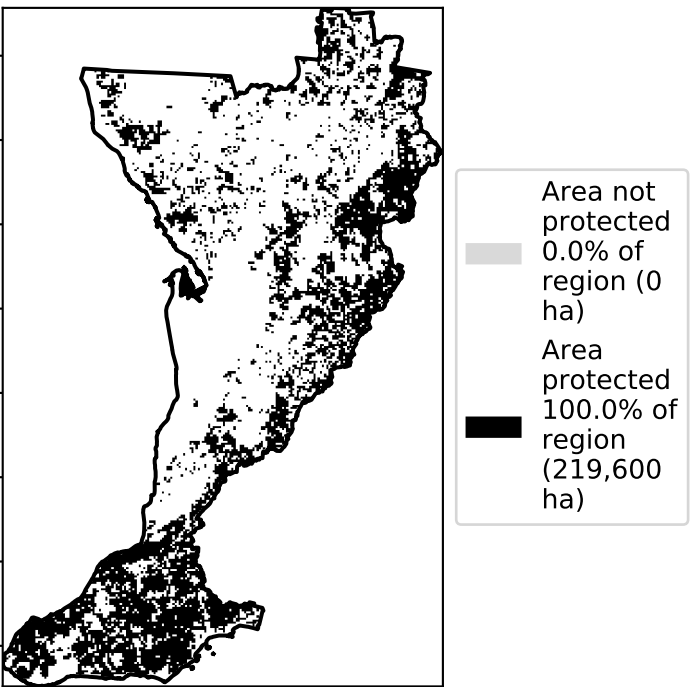 Area not
protected
0.0% of
region (0
ha)
Area
protected
100.0% of
region
(219,600
ha)